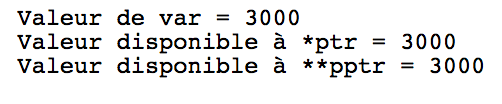 Valeur de var = 3000
Valeur disponible à *ptr = 3000
Valeur disponible à **pptr = 3000